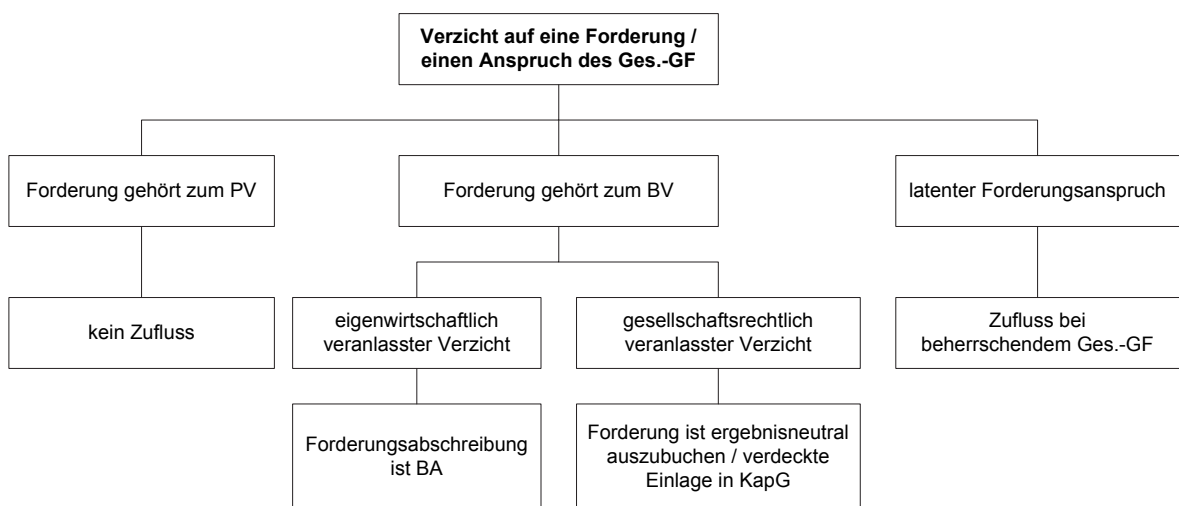 Verzicht auf eine Forderung /
einen Anspruch des Ges.-GF
Forderung gehört zum PV
Forderung gehört zum BV
latenter Forderungsanspruch
kein Zufluss
eigenwirtschaftlich
veranlasster Verzicht
gesellschaftsrechtlich
veranlasster Verzicht
Zufluss bei
beherrschendem Ges.-GF
Forderungsabschreibung
ist BA
Forderung ist ergebnisneutral
auszubuchen / verdeckte
Einlage in KapG